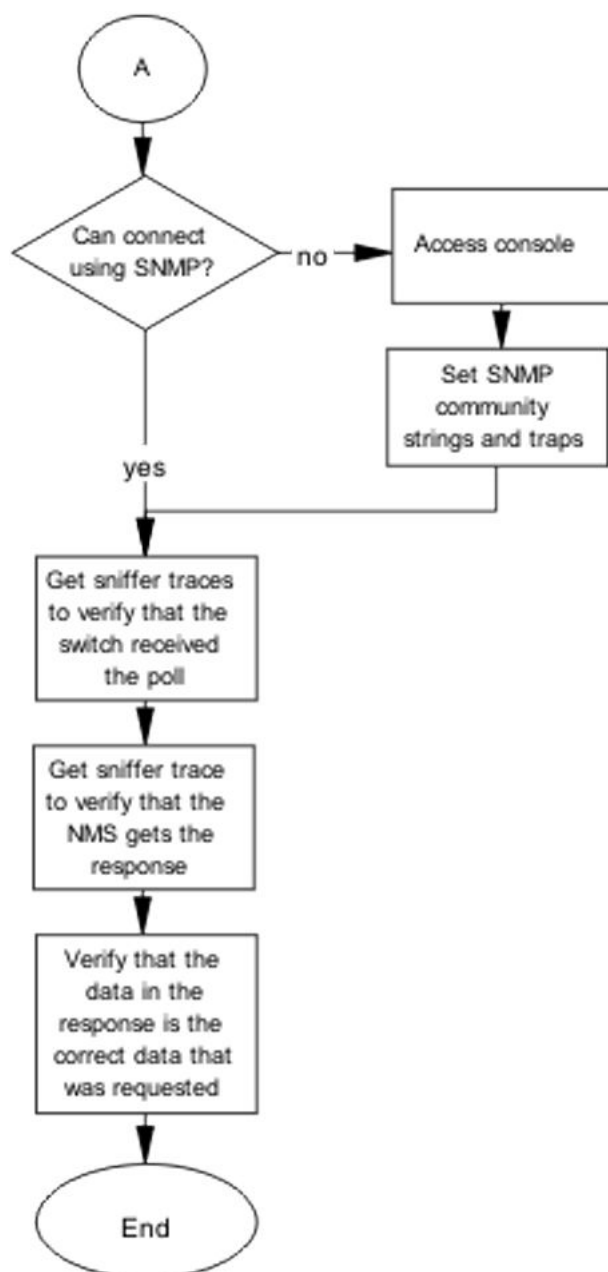 A
Can connect
using SNMP?
no
Access console
Set SNMP
community
strings and traps
yes
Get sniffer traces
to verify that the
switch received
the poll
Get sniffer trace
to verify that the
NMS gets the
response
Verify that the
data in the
response is the
correct data that
was requested
End